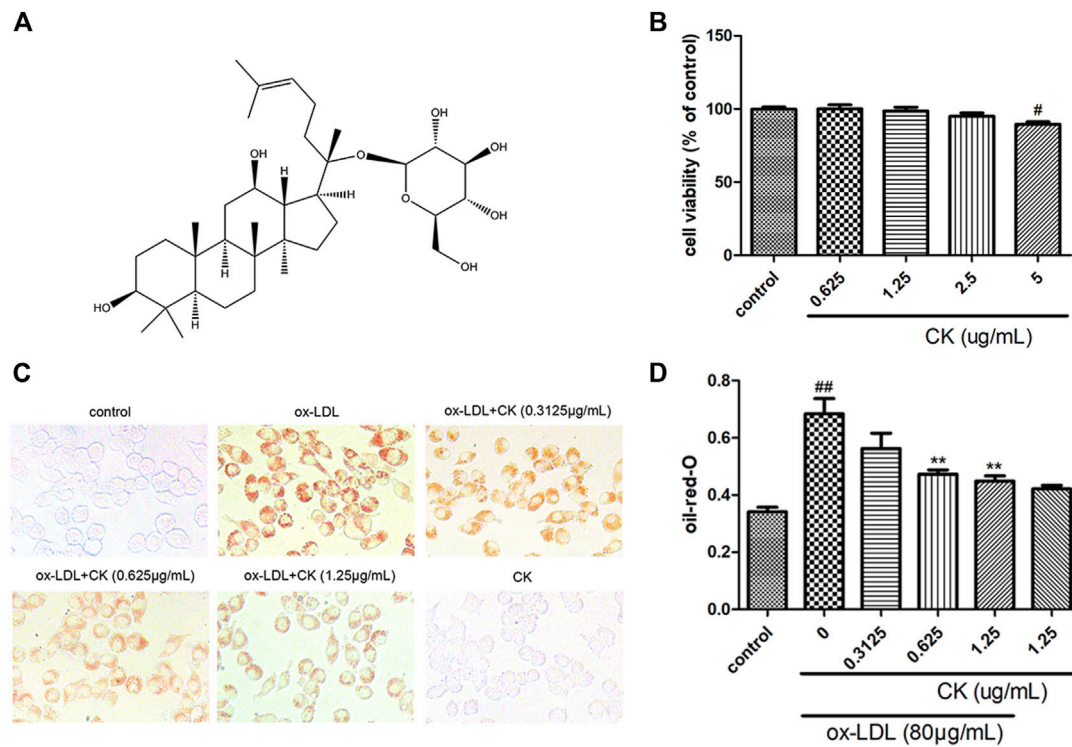 A
OH
OH
O
OH
H
H
O
OH
H
H
OH
HO
H
B
cell viability (% of control)
150
100
50
0
#
control
0.625
1.25
2.5
5
CK (ug/mL)
C
control
ox-LDL
ox-LDL+CK (0.3125μg/mL)
ox-LDL+CK (0.625μg/mL)
ox-LDL+CK (1.25μg/mL)
CK
D
oil-red-O
0.8
0.6
0.4
0.2
0.0
##
**
**
control
0
0.3125
0.625
1.25
1.25
CK (ug/mL)
ox-LDL (80μg/mL)